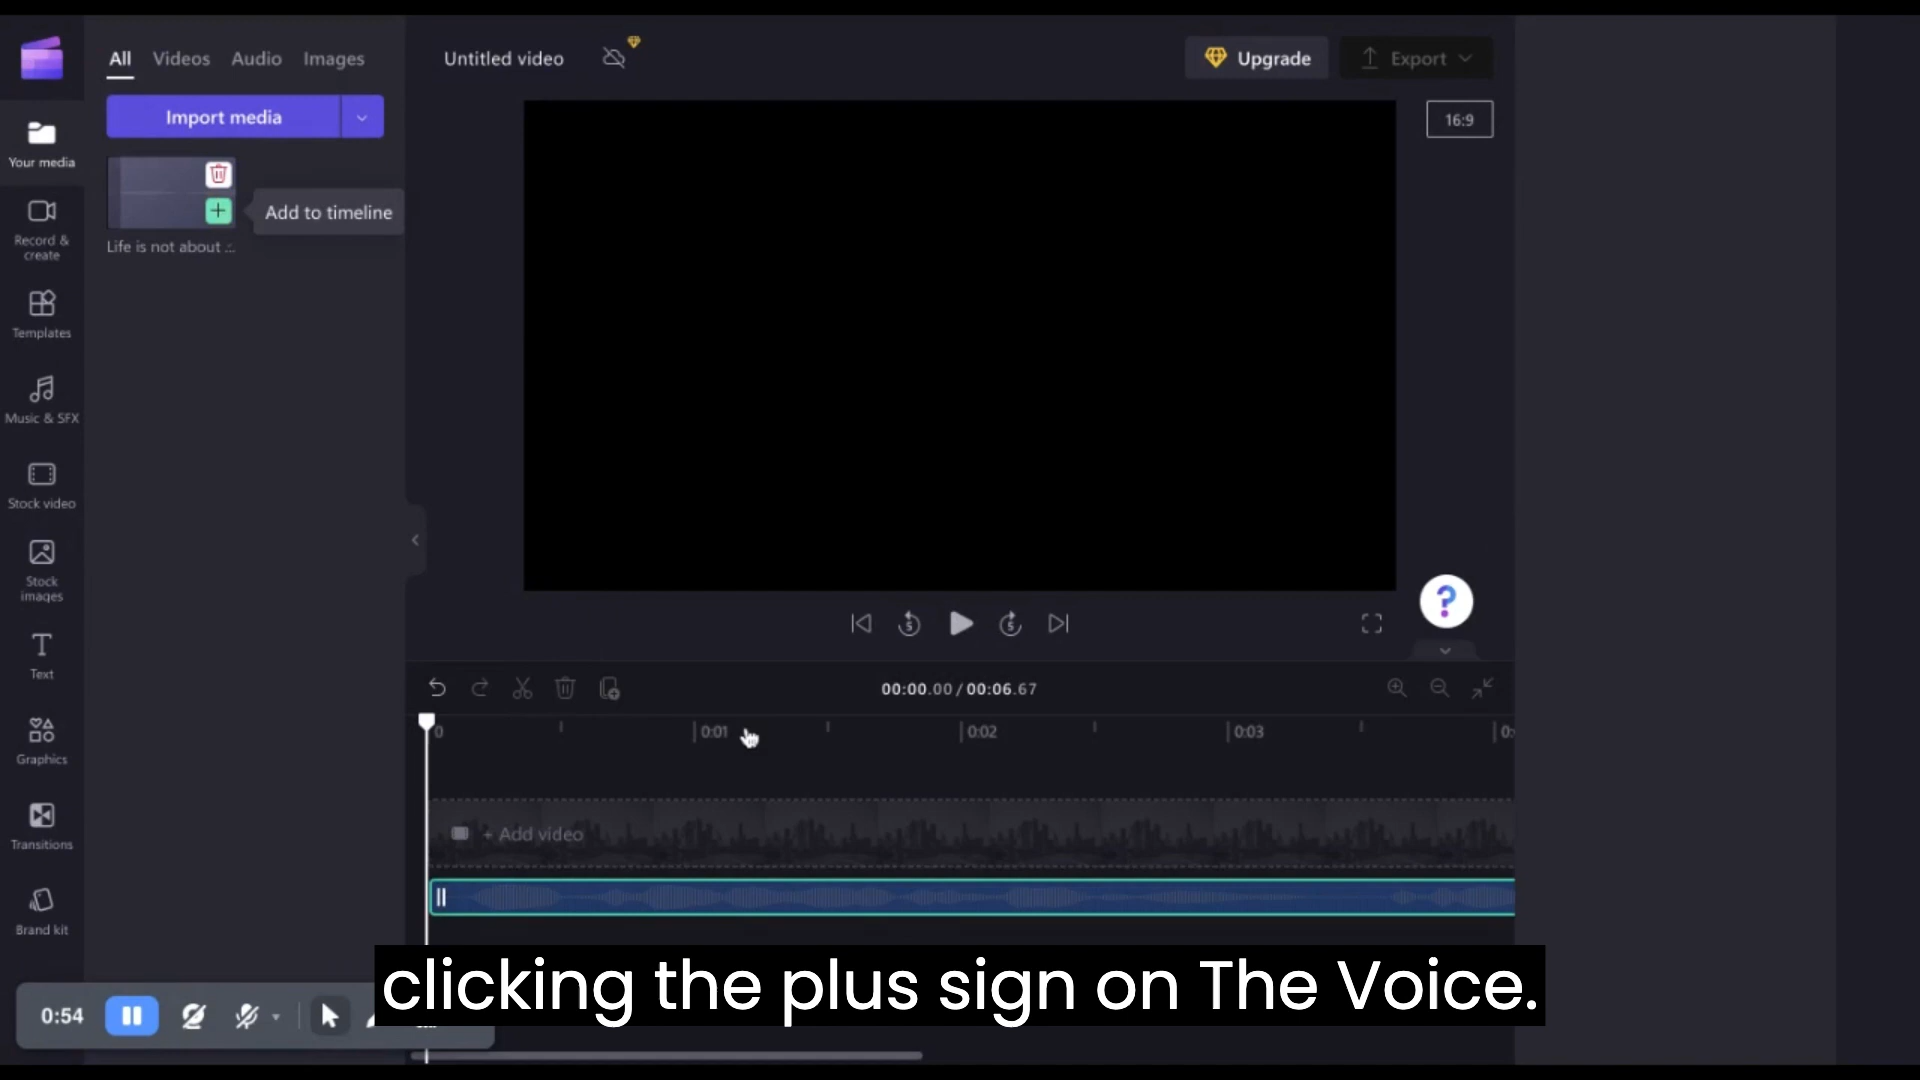 All Videos Audio Images
Import media
Your media
Add to timeline
Life is not about ...
Record &
create
Templates
Music & SFX
Stock video
Stock
images
Text
Graphics
Transitions
Brand kit
Untitled video
Upgrade
Export
16:9
?
5
5
00:00.00 / 00:06.67
0 0:01 0:02 0:03
+ Add video
clicking the plus sign on The Voice.
0:54